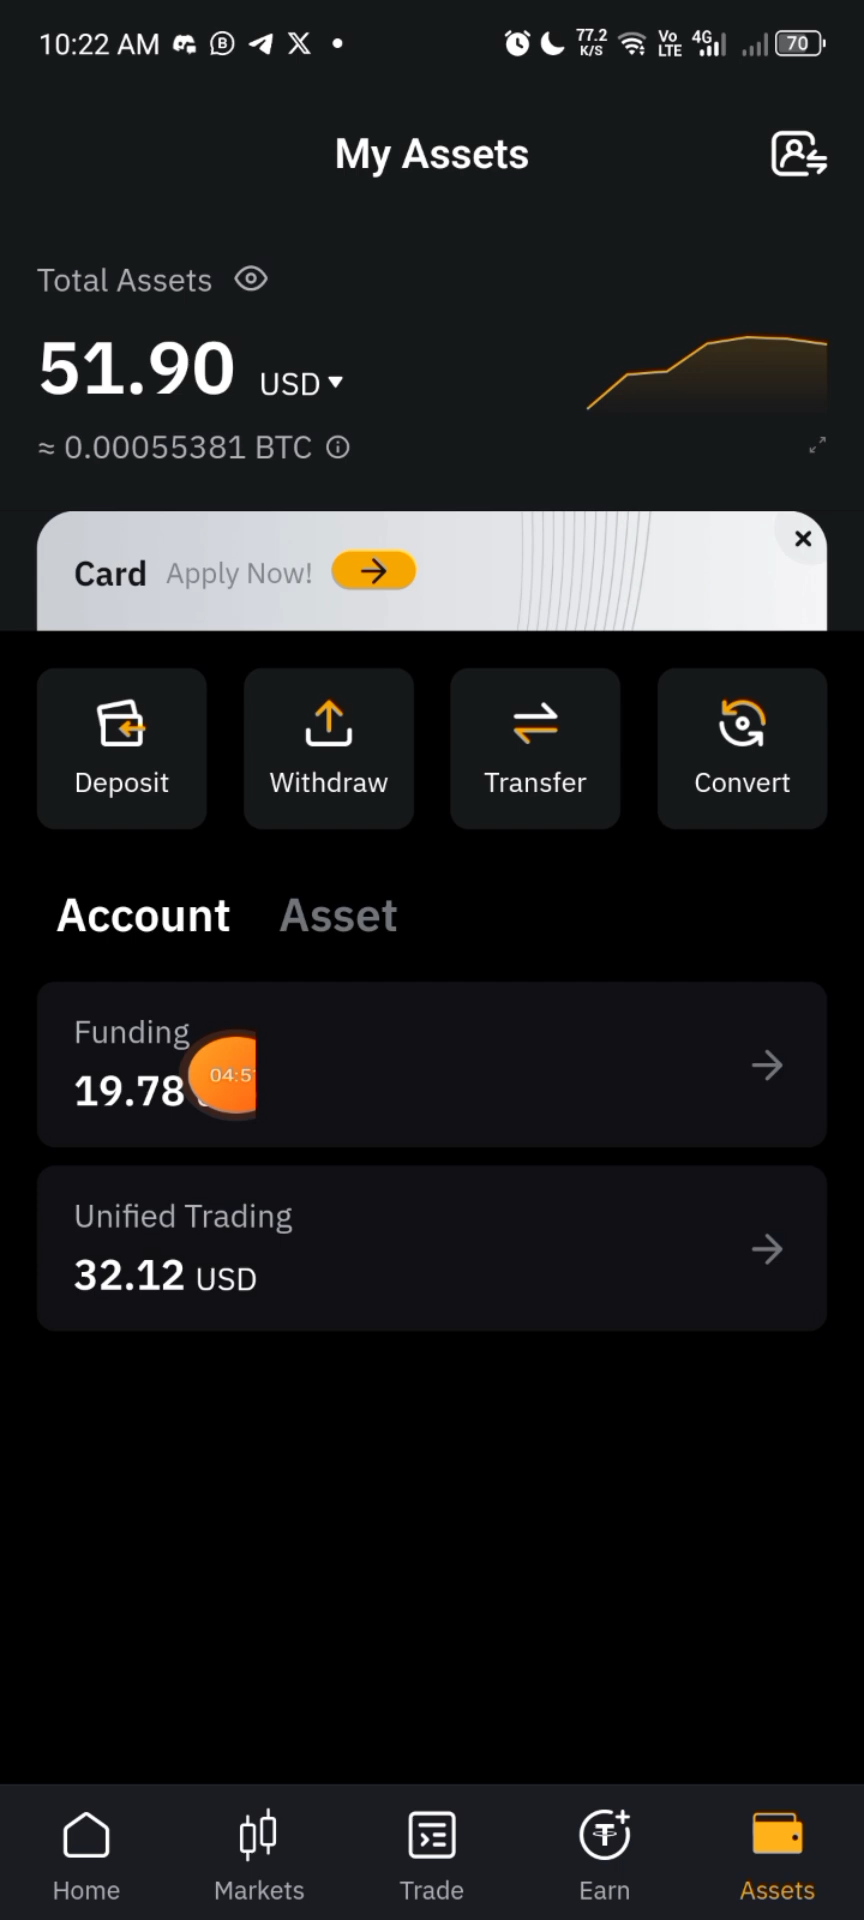 10:22 AM
77.2 K/S
Vo LTE
4G
70
My Assets
Total Assets
51.90 USD
≈ 0.00055381 BTC
Card Apply Now!
Deposit Withdraw Transfer Convert
Account Asset
Funding
19.78
04:5
Unified Trading
32.12 USD
Home Markets Trade Earn Assets